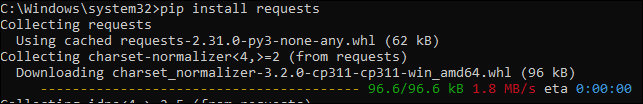 C:\Windows\system32>pip install requests
Collecting requests
  Using cached requests-2.31.0-py3-none-any.whl (62 kB)
Collecting charset-normalizer<4,>=2 (from requests)
  Downloading charset_normalizer-3.2.0-cp311-cp311-win_amd64.whl (96 kB)
     ---------------------------------------- 96.6/96.6 kB 1.8 MB/s eta 0:00:00
Collecting idna<4,>=2.5 (from requests)